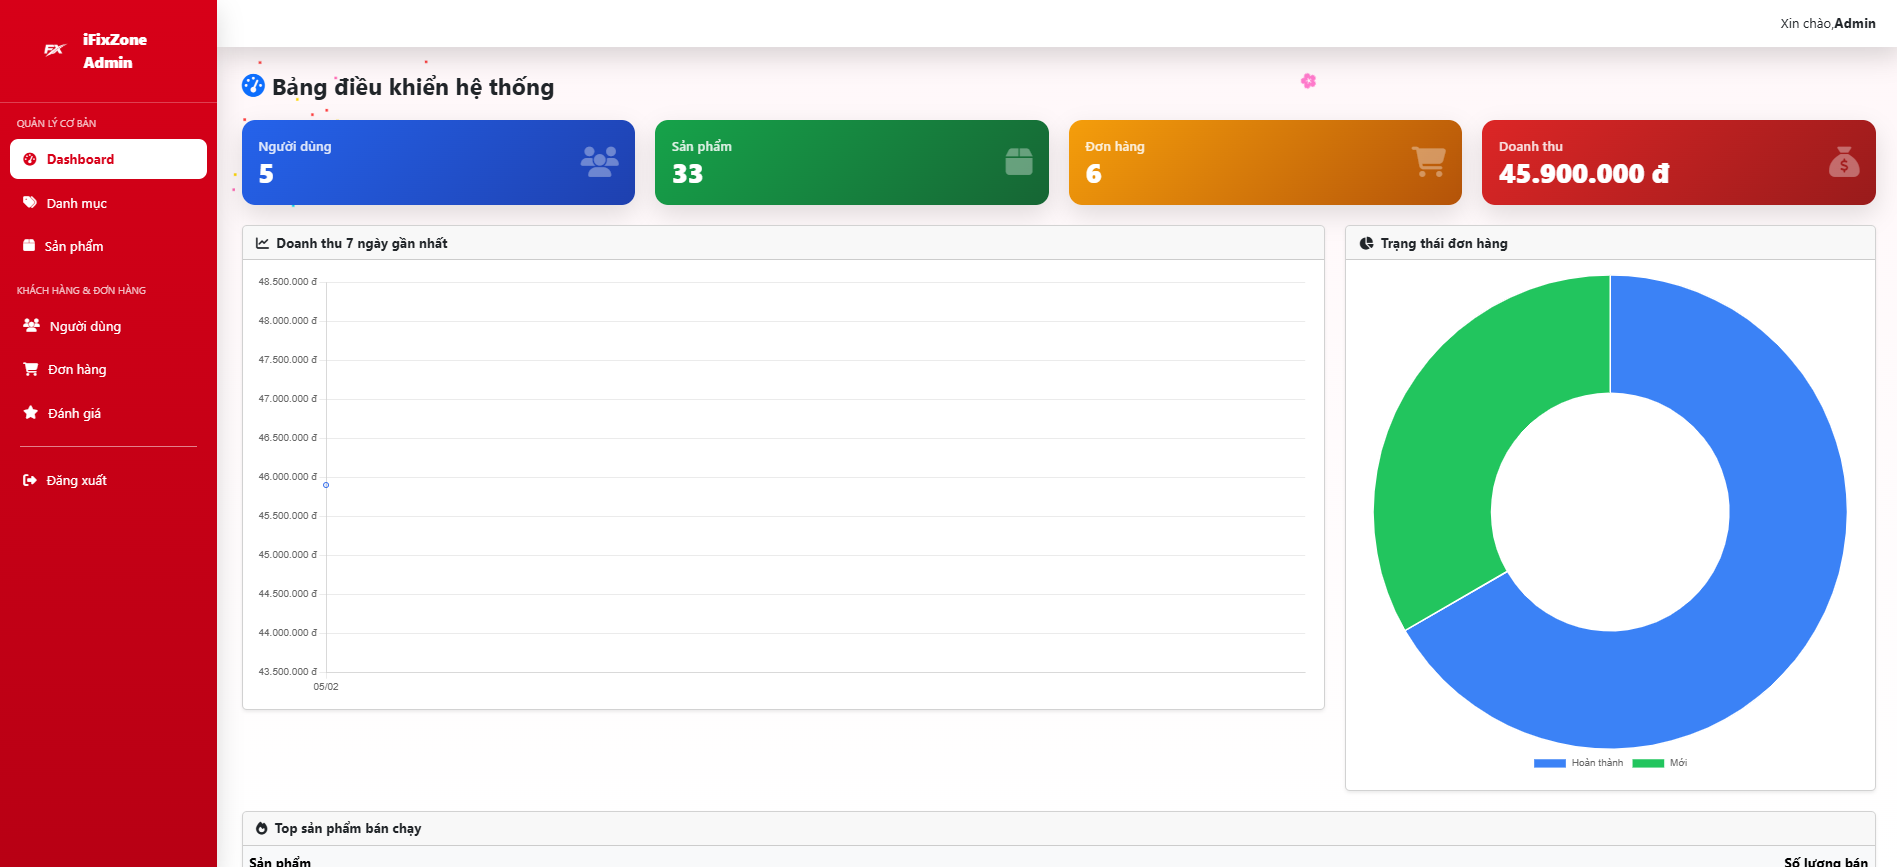 FX
iFixZone
Admin
QUẢN LÝ CƠ BẢN
Dashboard
Danh mục
Sản phẩm
KHÁCH HÀNG & ĐƠN HÀNG
Người dùng
Đơn hàng
Đánh giá
Đăng xuất
Xin chào,Admin
Bảng điều khiển hệ thống
Người dùng
5
Sản phẩm
33
Đơn hàng
6
Doanh thu
45.900.000 đ
Doanh thu 7 ngày gần nhất
48.500.000 đ
48.000.000 đ
47.500.000 đ
47.000.000 đ
46.500.000 đ
46.000.000 đ
45.500.000 đ
45.000.000 đ
44.500.000 đ
44.000.000 đ
43.500.000 đ
05/02
Trạng thái đơn hàng
Hoàn thành Mới
Top sản phẩm bán chạy
Sản phẩm Số lượng bán